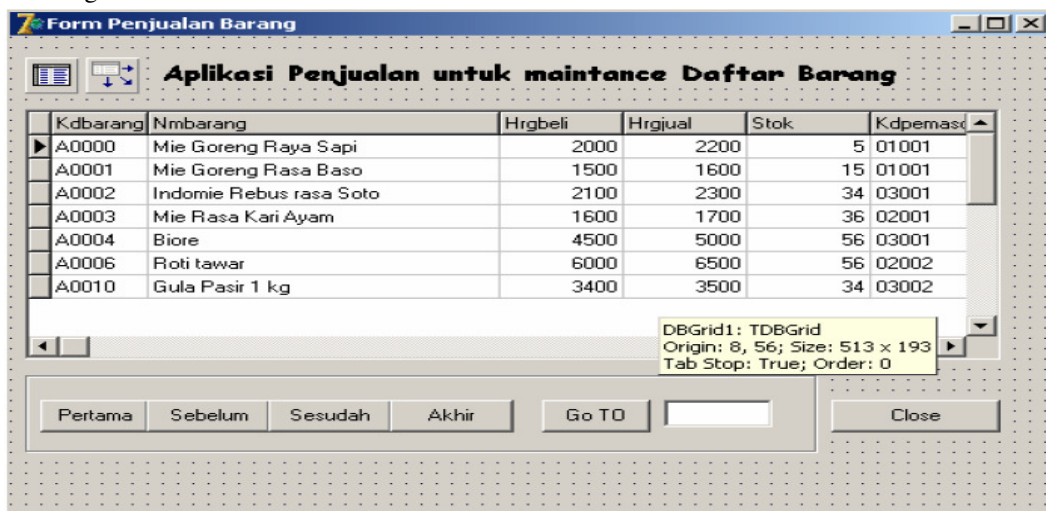 Form Penjualan Barang
Aplikasi Penjualan untuk maintance Daftar Barang
Kdbarang Nmbarang Hrgbeli Hrgjual Stok Kdpemaso
A0000 Mie Goreng Raya Sapi 2000 2200 5 01001
A0001 Mie Goreng Rasa Baso 1500 1600 15 01001
A0002 Indomie Rebus rasa Soto 2100 2300 34 03001
A0003 Mie Rasa Kari Ayam 1600 1700 36 02001
A0004 Biore 4500 5000 56 03001
A0006 Roti tawar 6000 6500 56 02002
A0010 Gula Pasir 1 kg 3400 3500 34 03002
DBGrid1: TDBGrid
Origin: 8, 56; Size: 513 x 193
Tab Stop: True; Order: 0
Pertama Sebelum Sesudah Akhir Go TO Close